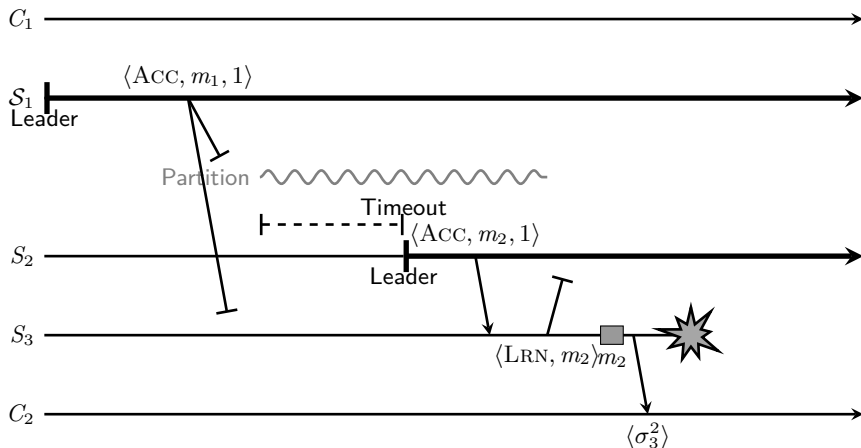 C₁
⟨ACC, m₁, 1⟩
S₁
Leader
Partition
Timeout
⟨ACC, m₂, 1⟩
S₂
Leader
S₃
⟨LRN, m₂⟩ m₂
C₂
⟨σ₃²⟩